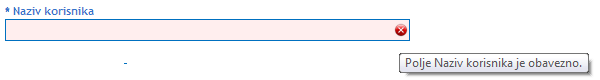 * Naziv korisnika
-
Polje Naziv korisnika je obavezno.